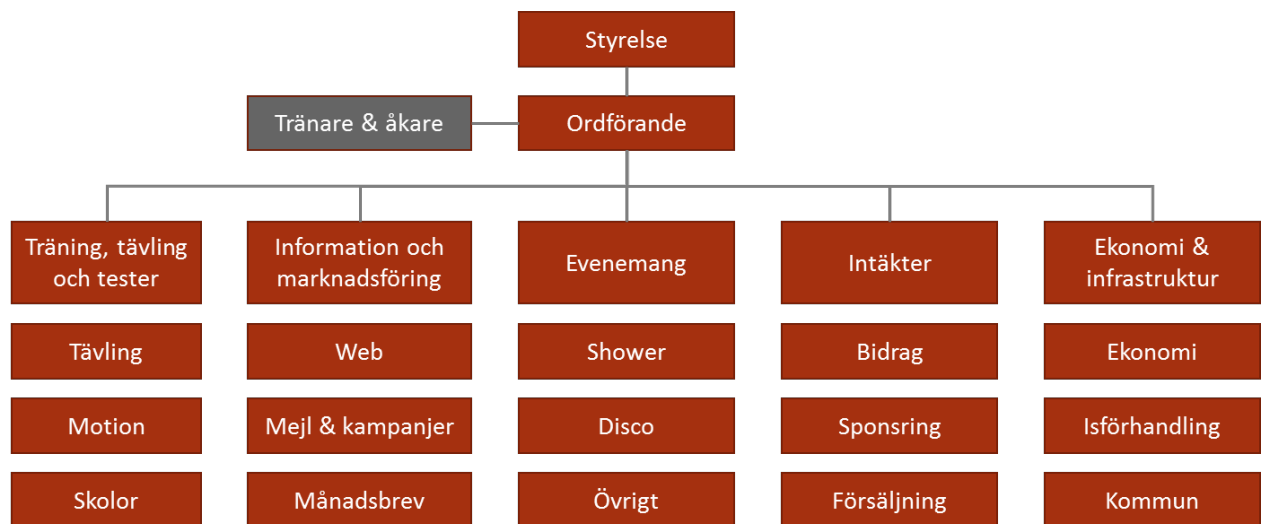 Styrelse
Tränare & åkare
Ordförande
Träning, tävling
och tester
Information och
marknadsföring
Evenemang
Intäkter
Ekonomi &
infrastruktur
Tävling
Web
Shower
Bidrag
Ekonomi
Motion
Mejl & kampanjer
Disco
Sponsring
Isförhandling
Skolor
Månadsbrev
Övrigt
Försäljning
Kommun